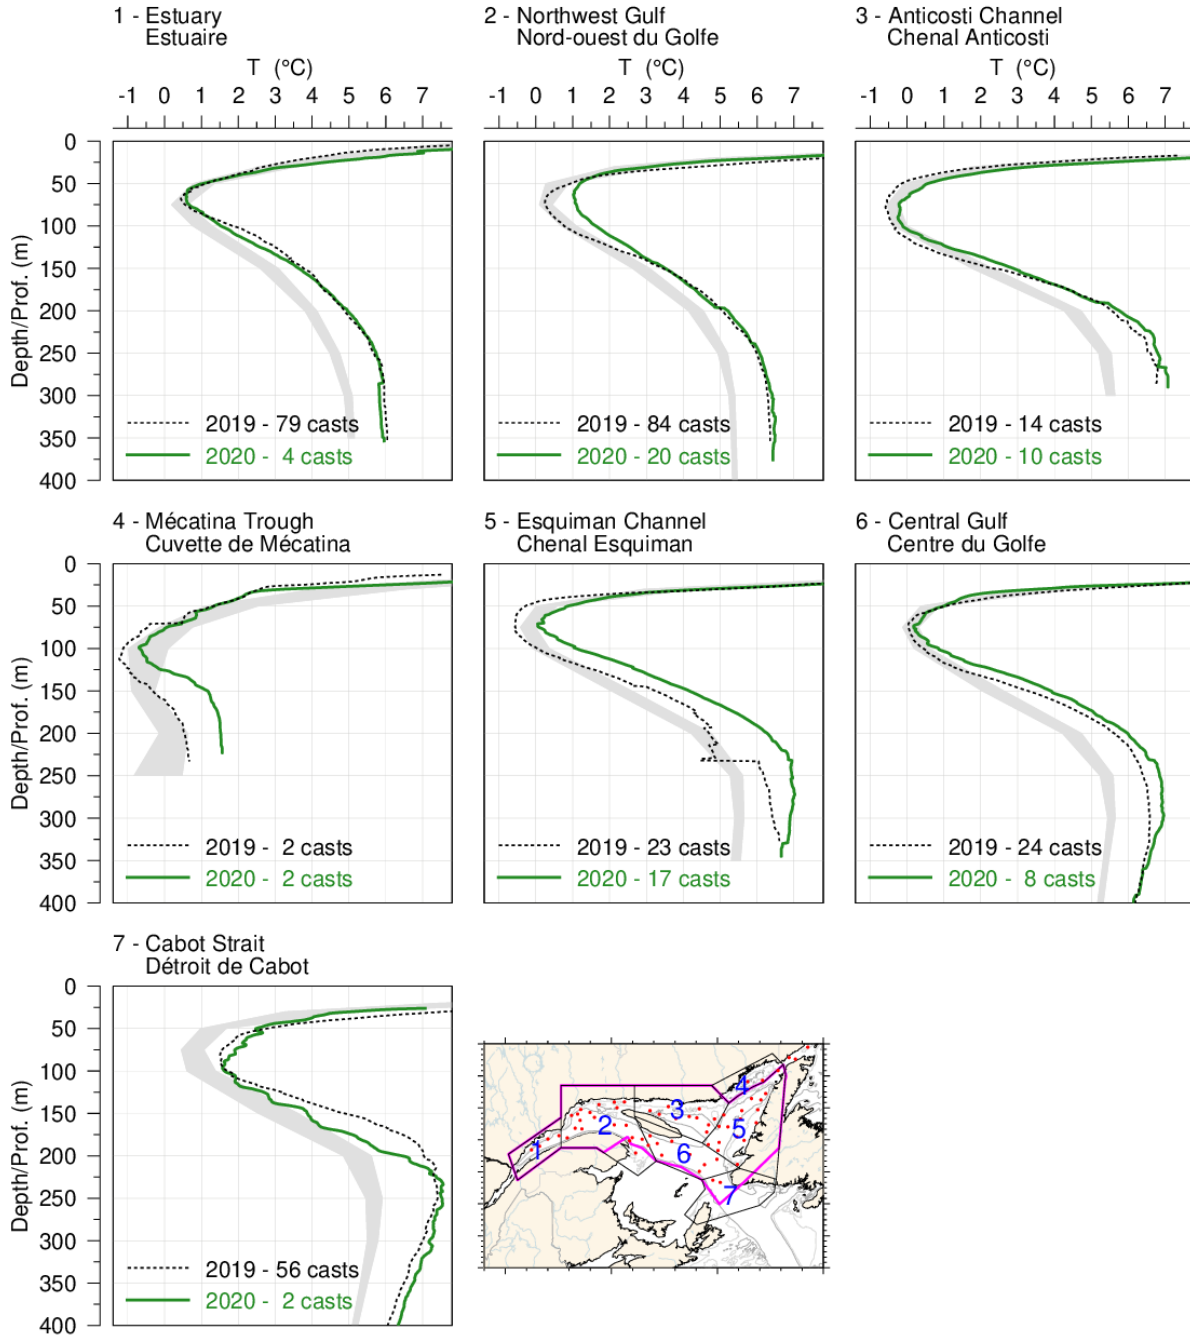 1 - Estuary
Estuaire
2 - Northwest Gulf
Nord-ouest du Golfe
3 - Anticosti Channel
Chenal Anticosti
T (°C)
T (°C)
T (°C)
-1 0 1 2 3 4 5 6 7
-1 0 1 2 3 4 5 6 7
-1 0 1 2 3 4 5 6 7
Depth/Prof. (m)
0
50
100
150
200
250
300
350
400
2019 - 79 casts
2020 - 4 casts
2019 - 84 casts
2020 - 20 casts
2019 - 14 casts
2020 - 10 casts
4 - Mécatina Trough
Cuvette de Mécatina
5 - Esquiman Channel
Chenal Esquiman
6 - Central Gulf
Centre du Golfe
Depth/Prof. (m)
0
50
100
150
200
250
300
350
400
2019 - 2 casts
2020 - 2 casts
2019 - 23 casts
2020 - 17 casts
2019 - 24 casts
2020 - 8 casts
7 - Cabot Strait
Détroit de Cabot
Depth/Prof. (m)
0
50
100
150
200
250
300
350
400
2019 - 56 casts
2020 - 2 casts
4
3
2
5
1
6
7